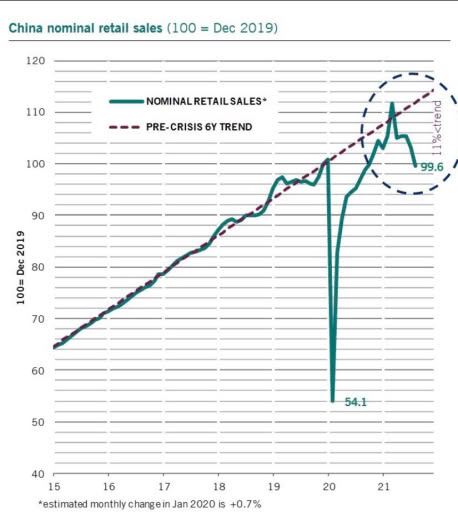 China nominal retail sales (100 = Dec 2019)
120
110
100
90
80
70
60
50
40
100= Dec 2019
NOMINAL RETAIL SALES*
PRE-CRISIS 6Y TREND
11%<trend
99.6
54.1
15 16 17 18 19 20 21
*estimated monthly change in Jan 2020 is +0.7%